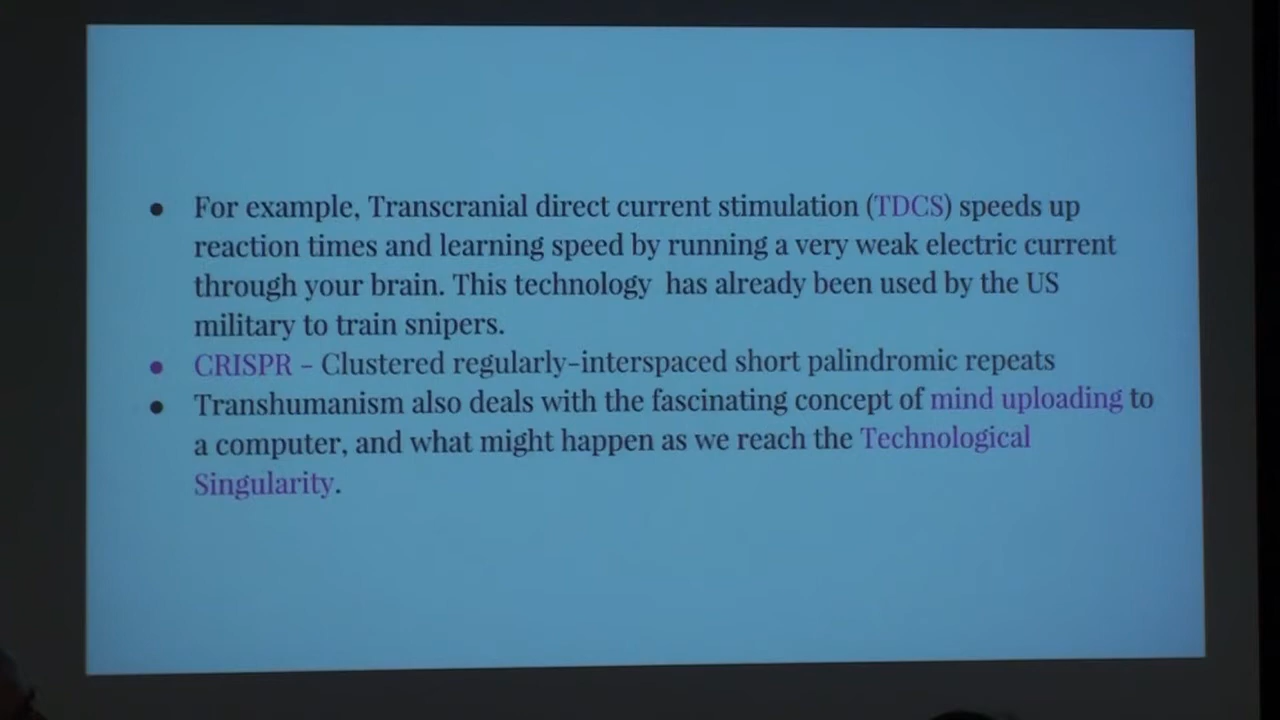 • For example, Transcranial direct current stimulation (TDCS) speeds up
reaction times and learning speed by running a very weak electric current
through your brain. This technology  has already been used by the US
military to train snipers.
• CRISPR – Clustered regularly-interspaced short palindromic repeats
• Transhumanism also deals with the fascinating concept of mind uploading to
a computer, and what might happen as we reach the Technological
Singularity.